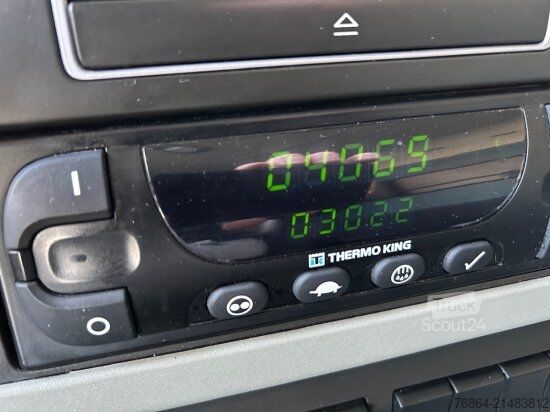 04069
03022
THERMO KING
Truck
Scout24
76864-21483812